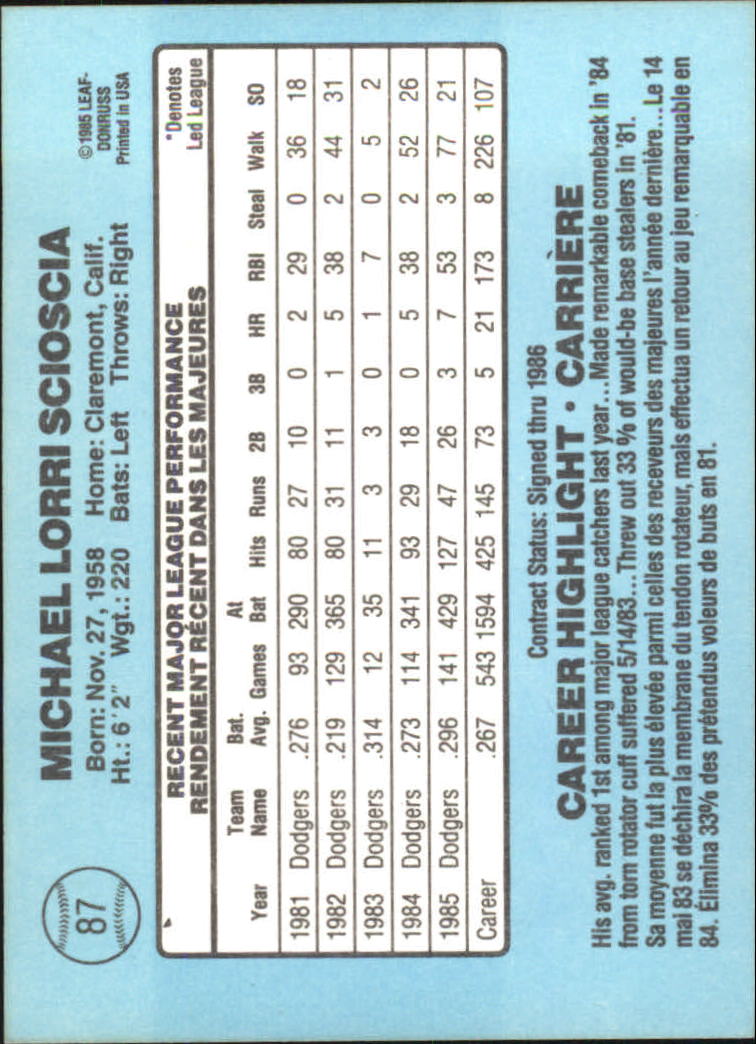 87
MICHAEL LORRI SCIOSCIA
Born: Nov. 27, 1958 Home: Claremont, Calif.
Ht.: 6'2" Wgt.: 220 Bats: Left Throws: Right
© 1985 LEAF-
DONRUSS
Printed in USA
RECENT MAJOR LEAGUE PERFORMANCE
RENDEMENT RÉCENT DANS LES MAJEURES
*Denotes
Led League
Year Team Name Bat. Avg. Games At Bat Hits Runs 2B 3B HR RBI Steal Walk SO
1981 Dodgers .276 93 290 80 27 10 0 2 29 0 36 18
1982 Dodgers .219 129 365 80 31 11 1 5 38 2 44 31
1983 Dodgers .314 12 35 11 3 3 0 1 7 0 5 2
1984 Dodgers .273 114 341 93 29 18 0 5 38 2 52 26
1985 Dodgers .296 141 429 127 47 26 3 7 53 3 77 21
Career .267 543 1594 425 145 73 5 21 173 8 226 107
Contract Status: Signed thru 1986
CAREER HIGHLIGHT • CARRIÈRE
His avg. ranked 1st among major league catchers last year...Made remarkable comeback in '84
from torn rotator cuff suffered 5/14/83...Threw out 33 % of would-be base stealers in '81.
Sa moyenne fut la plus élevée parmi celles des receveurs des majeures l'année dernière...Le 14
mai 83 se déchira la membrane du tendon rotateur, mais effectua un retour au jeu remarquable en
84. Élimina 33% des prétendus voleurs de buts en 81.